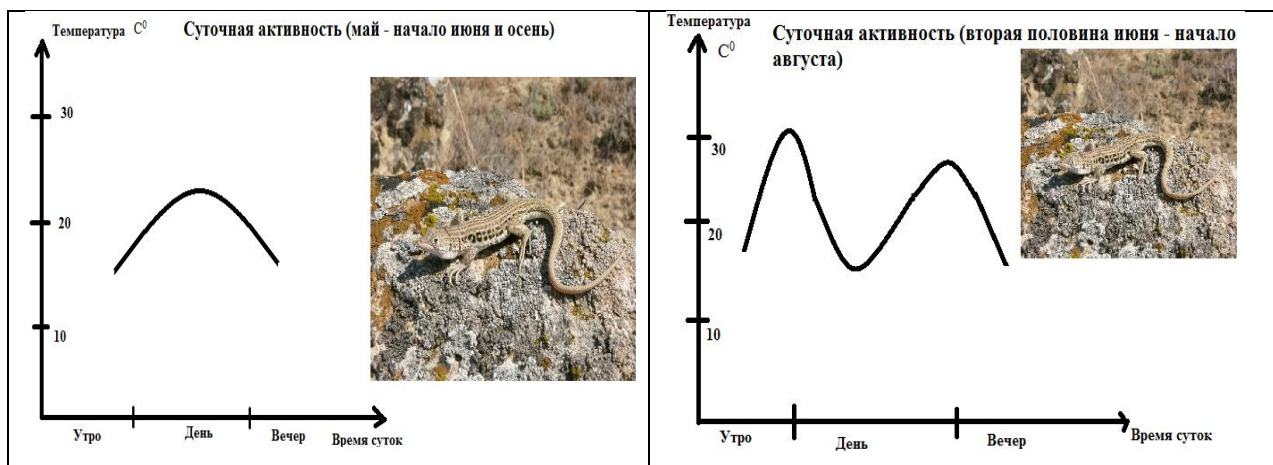 Температура С⁰
Суточная активность (май - начало июня и осень)
30
20
10
Утро
День
Вечер
Время суток
Температура
С⁰
Суточная активность (вторая половина июня - начало
августа)
30
20
10
Утро
День
Вечер
Время суток